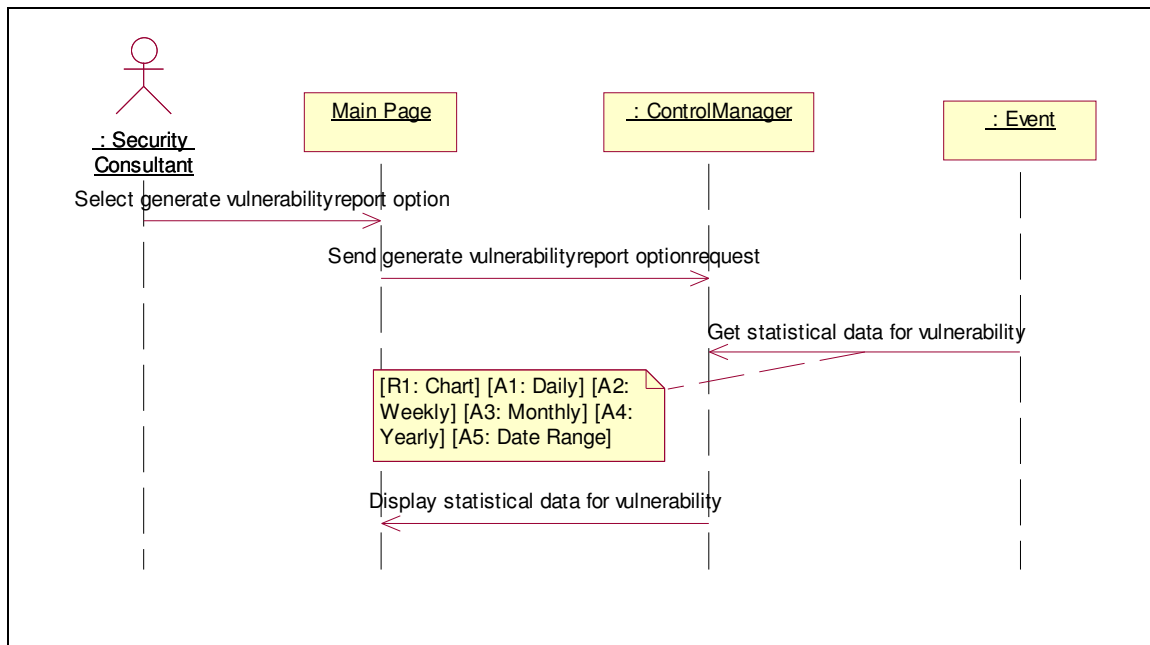 : Security
Consultant
Main Page
: ControlManager
: Event
Select generate vulnerabilityreport option
Send generate vulnerabilityreport optionrequest
Get statistical data for vulnerability
[R1: Chart] [A1: Daily] [A2:
Weekly] [A3: Monthly] [A4:
Yearly] [A5: Date Range]
Display statistical data for vulnerability